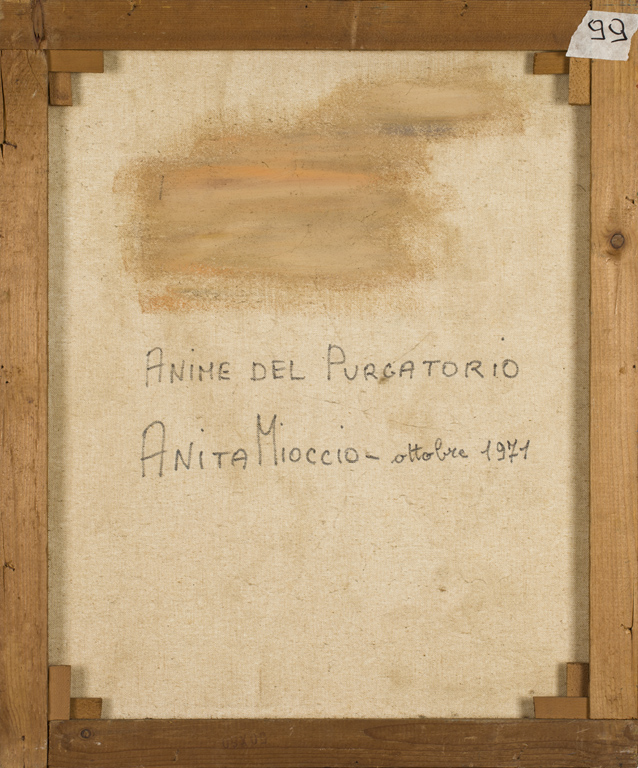 99
ANIME DEL PURGATORIO
ANITA MIOCCIO - ottobre 1971